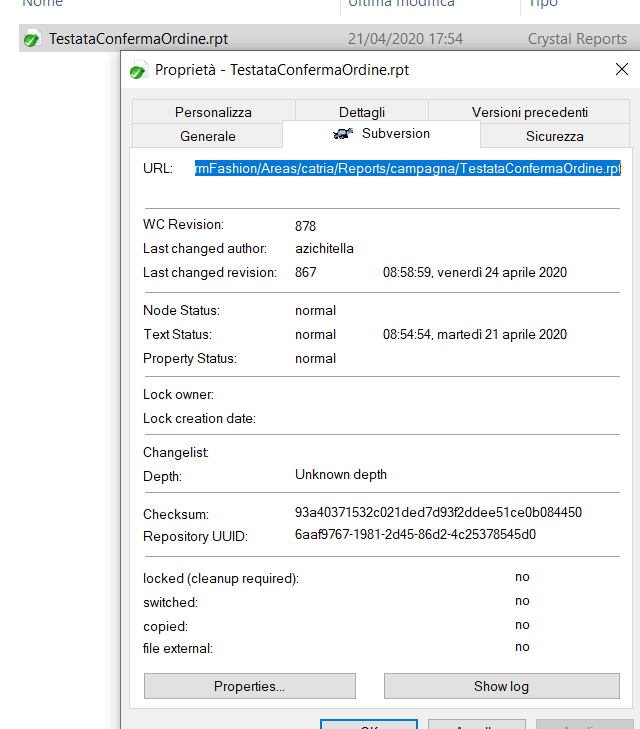 Nome Ultima modifica Tipo
TestataConfermaOrdine.rpt 21/04/2020 17:54 Crystal Reports
Proprietà - TestataConfermaOrdine.rpt
Personalizza Dettagli Versioni precedenti
Generale Subversion Sicurezza
URL: rmFashion/Areas/catria/Reports/campagna/TestataConfermaOrdine.rpt
WC Revision: 878
Last changed author: azichitella
Last changed revision: 867 08:58:59, venerdì 24 aprile 2020
Node Status: normal
Text Status: normal 08:54:54, martedì 21 aprile 2020
Property Status: normal
Lock owner:
Lock creation date:
Changelist:
Depth: Unknown depth
Checksum: 93a40371532c021ded7d93f2ddee51ce0b084450
Repository UUID: 6aaf9767-1981-2d45-86d2-4c25378545d0
locked (cleanup required): no
switched: no
copied: no
file external: no
Properties... Show log